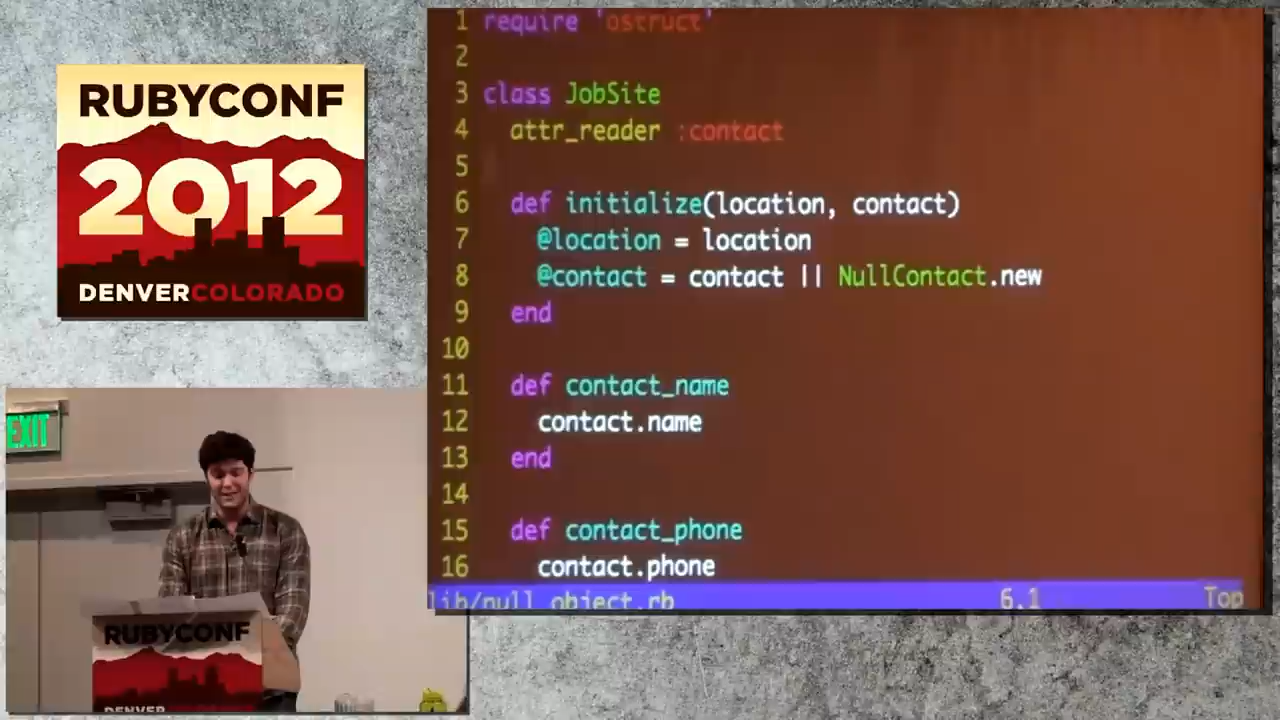 RUBYCONF
2012
DENVERCOLORADO
EXIT
RUBYCONF
DENVER
1 require 'ostruct'
2
3 class JobSite
4 attr_reader :contact
5
6 def initialize(location, contact)
7 @location = location
8 @contact = contact || NullContact.new
9 end
10
11 def contact_name
12 contact.name
13 end
14
15 def contact_phone
16 contact.phone
lib/null_object.rb 6,1 Top